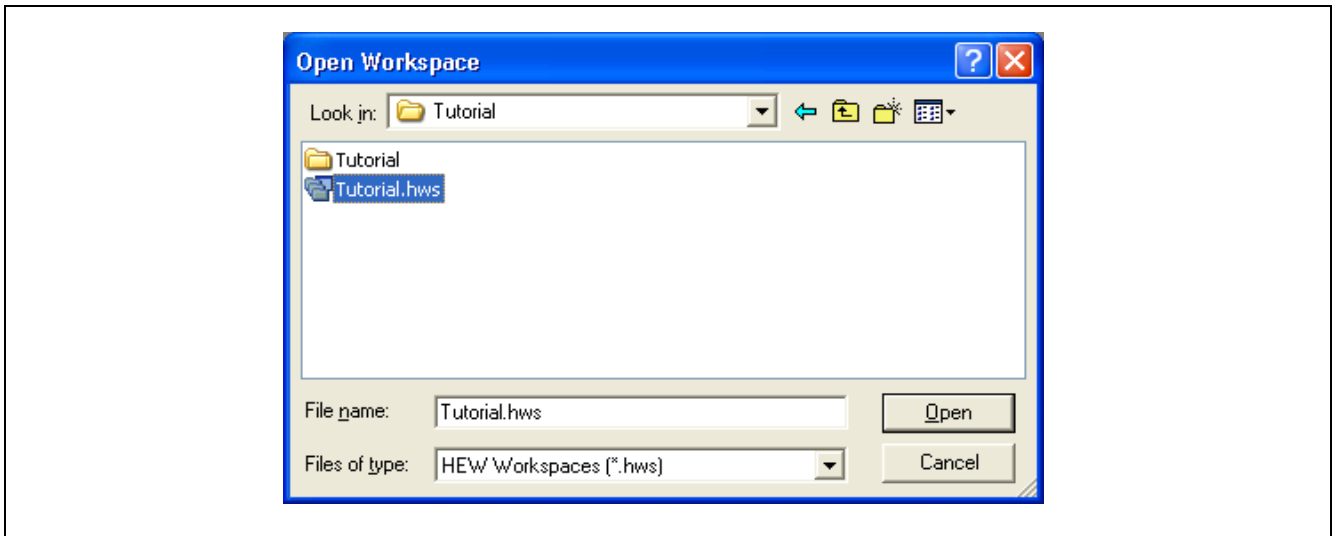 Open Workspace
Look in: Tutorial
Tutorial
Tutorial.hws
File name: Tutorial.hws Open
Files of type: HEW Workspaces (*.hws) Cancel